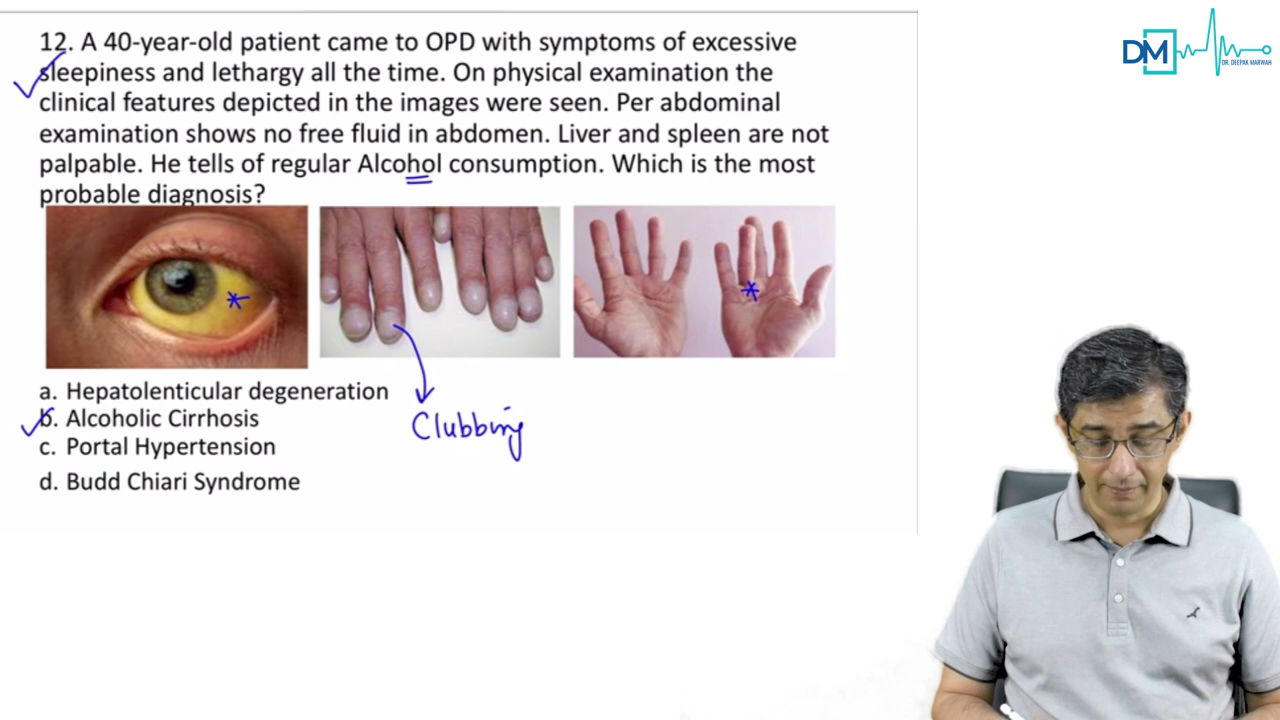 12. A 40-year-old patient came to OPD with symptoms of excessive
sleepiness and lethargy all the time. On physical examination the
clinical features depicted in the images were seen. Per abdominal
examination shows no free fluid in abdomen. Liver and spleen are not
palpable. He tells of regular Alcohol consumption. Which is the most
probable diagnosis?
a. Hepatolenticular degeneration
b. Alcoholic Cirrhosis
c. Portal Hypertension
d. Budd Chiari Syndrome
Clubbing
DM
DR. DEEPAK MARWAH